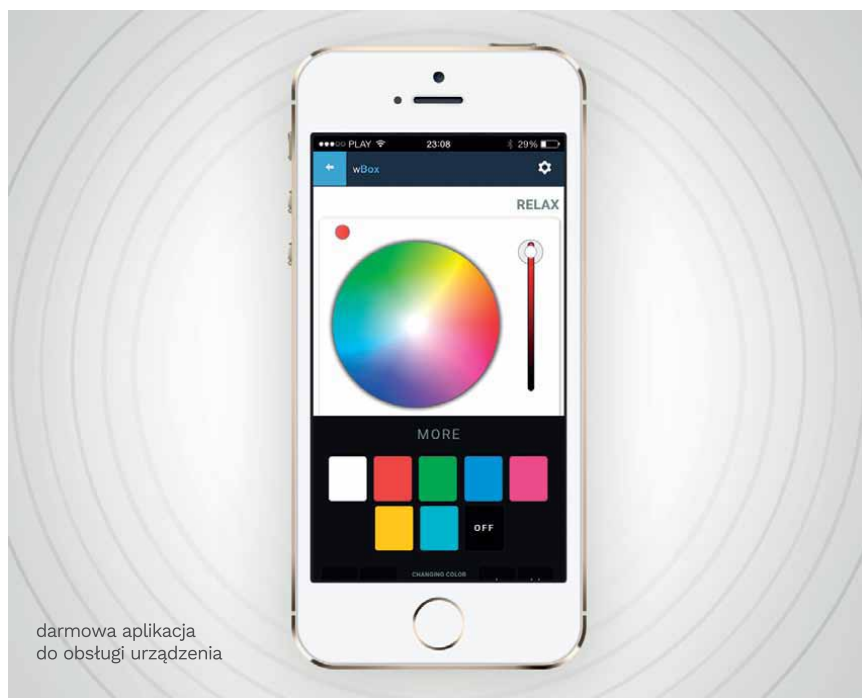 PLAY 23:08 29%
wBox
RELAX
MORE
OFF
CHANGING COLOR
darmowa aplikacja
do obsługi urządzenia